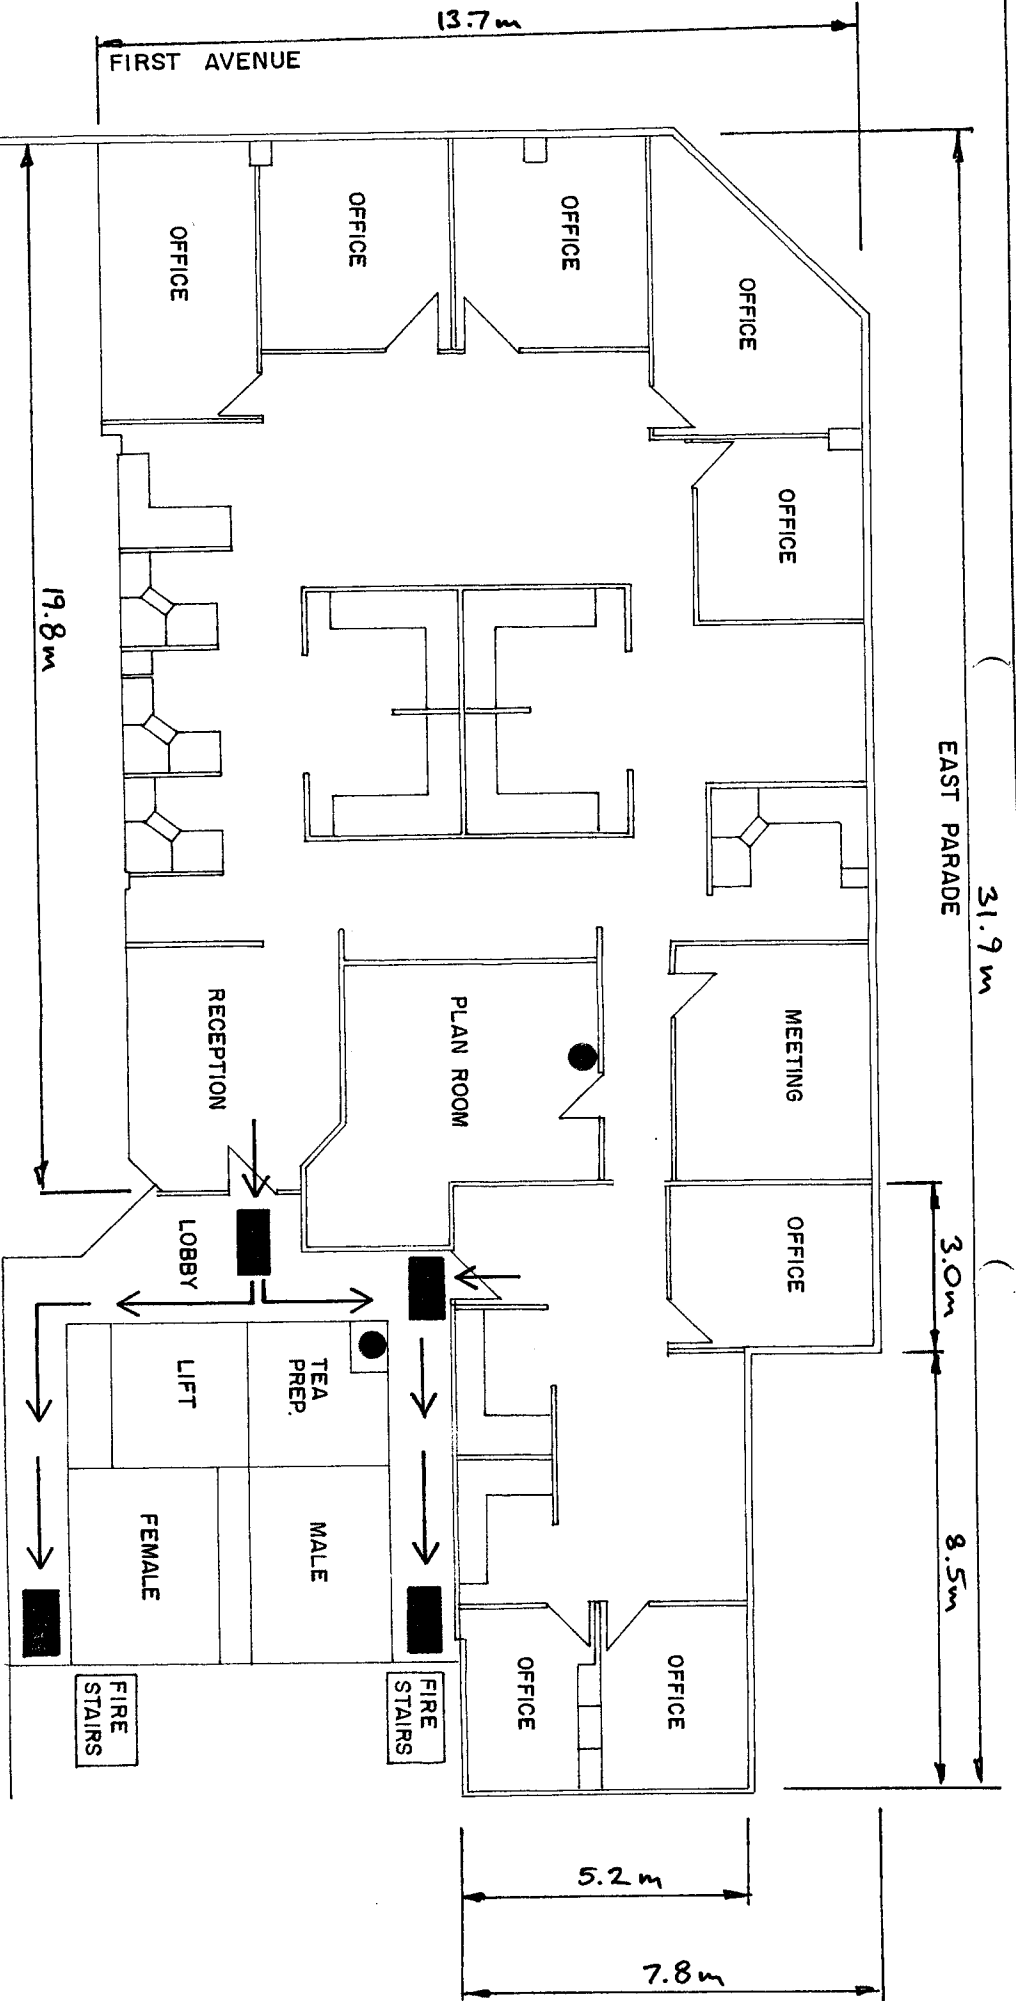 13.7m
FIRST AVENUE
OFFICE
OFFICE
OFFICE
OFFICE
OFFICE
19.8m
EAST PARADE
31.9m
RECEPTION
PLAN ROOM
MEETING
OFFICE
3.0m
LOBBY
LIFT
TEA
PREP.
FEMALE
MALE
8.5m
OFFICE
OFFICE
FIRE
STAIRS
FIRE
STAIRS
5.2m
7.8m